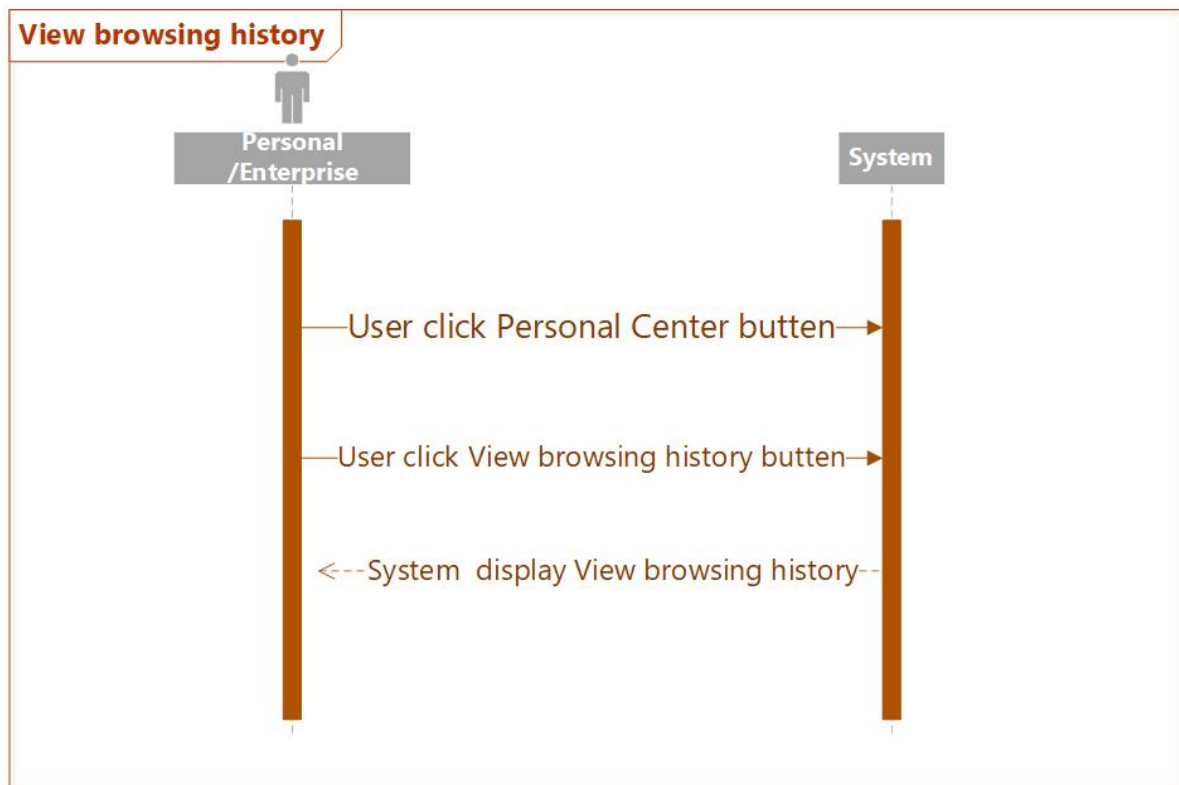 View browsing history
Personal
/Enterprise
System
User click Personal Center butten
User click View browsing history butten
System display View browsing history